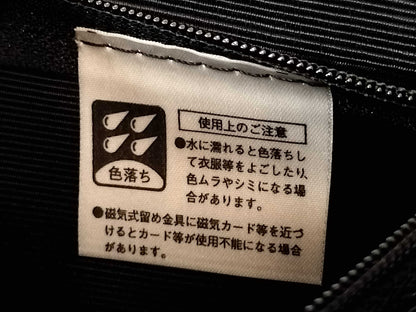 使用上のご注意
●水に濡れると色落ちし
て衣服等をよごしたり、
色ムラやシミになる場
合があります。
色落ち
●磁気式留め金具に磁気カード等を近づ
けるとカード等が使用不能になる場合
があります。